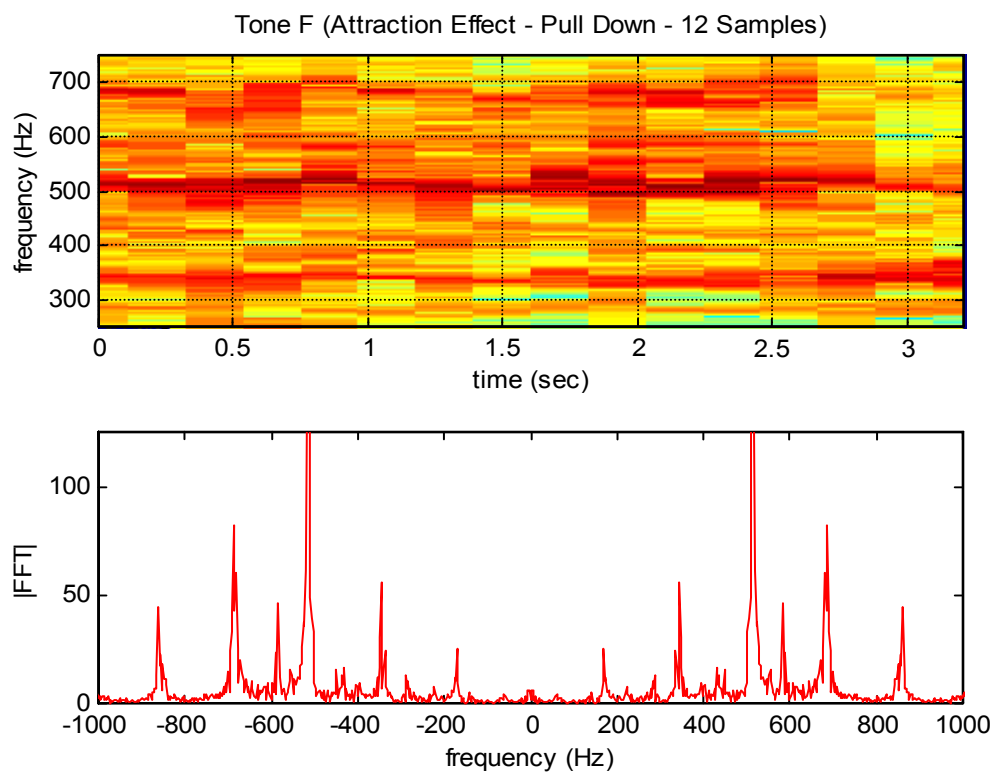 Tone F (Attraction Effect - Pull Down - 12 Samples)
700
600
500
400
300
frequency (Hz)
0 0.5 1 1.5 2 2.5 3
time (sec)
100
50
0
|FFT|
-1000 -800 -600 -400 -200 0 200 400 600 800 1000
frequency (Hz)